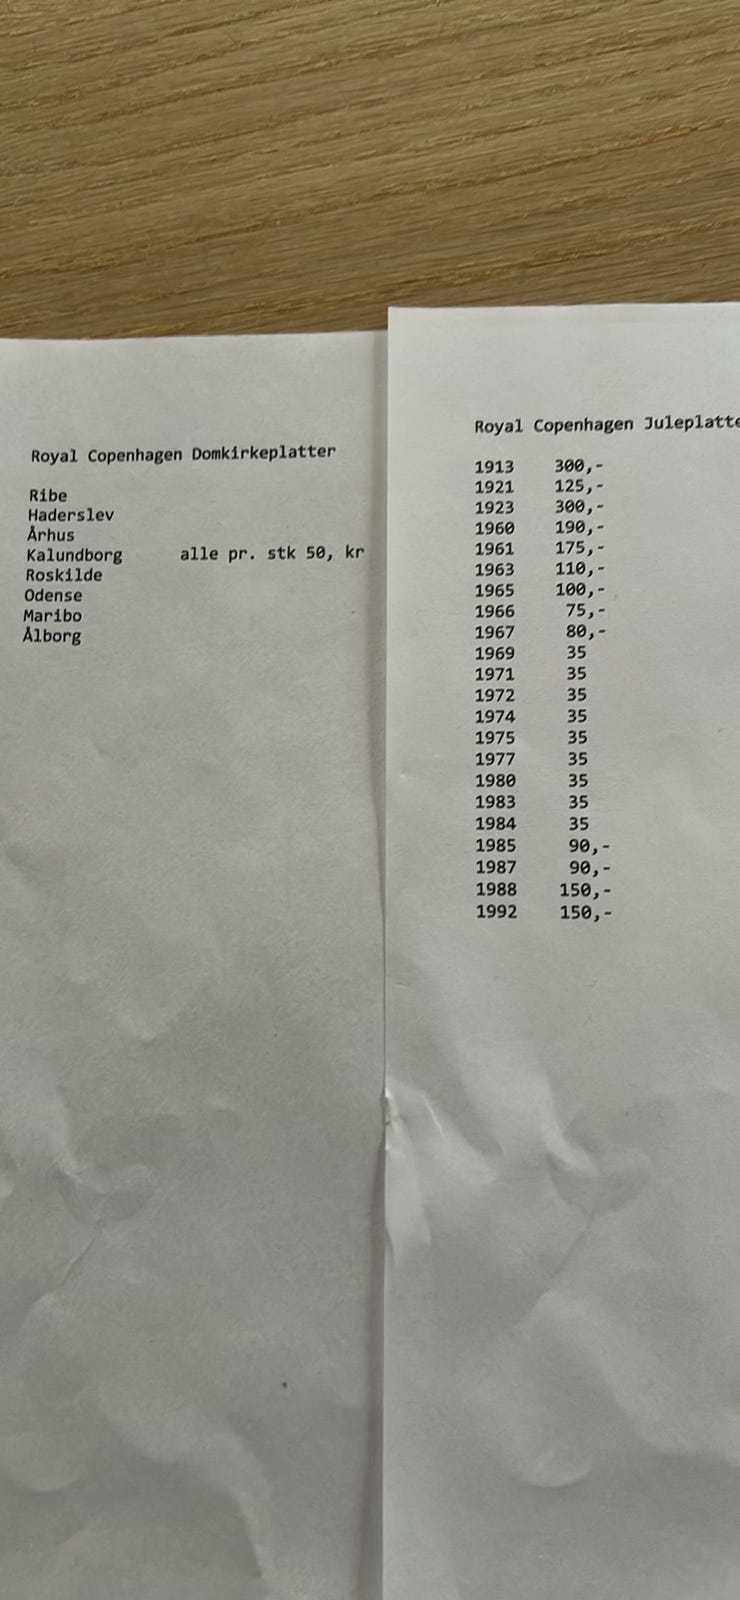 Royal Copenhagen Domkirkeplatter
Ribe
Haderslev
Århus
Kalundborg alle pr. stk 50, kr
Roskilde
Odense
Maribo
Ålborg
Royal Copenhagen Juleplatte
1913 300,-
1921 125,-
1923 300,-
1960 190,-
1961 175,-
1963 110,-
1965 100,-
1966 75,-
1967 80,-
1969 35
1971 35
1972 35
1974 35
1975 35
1977 35
1980 35
1983 35
1984 35
1985 90,-
1987 90,-
1988 150,-
1992 150,-